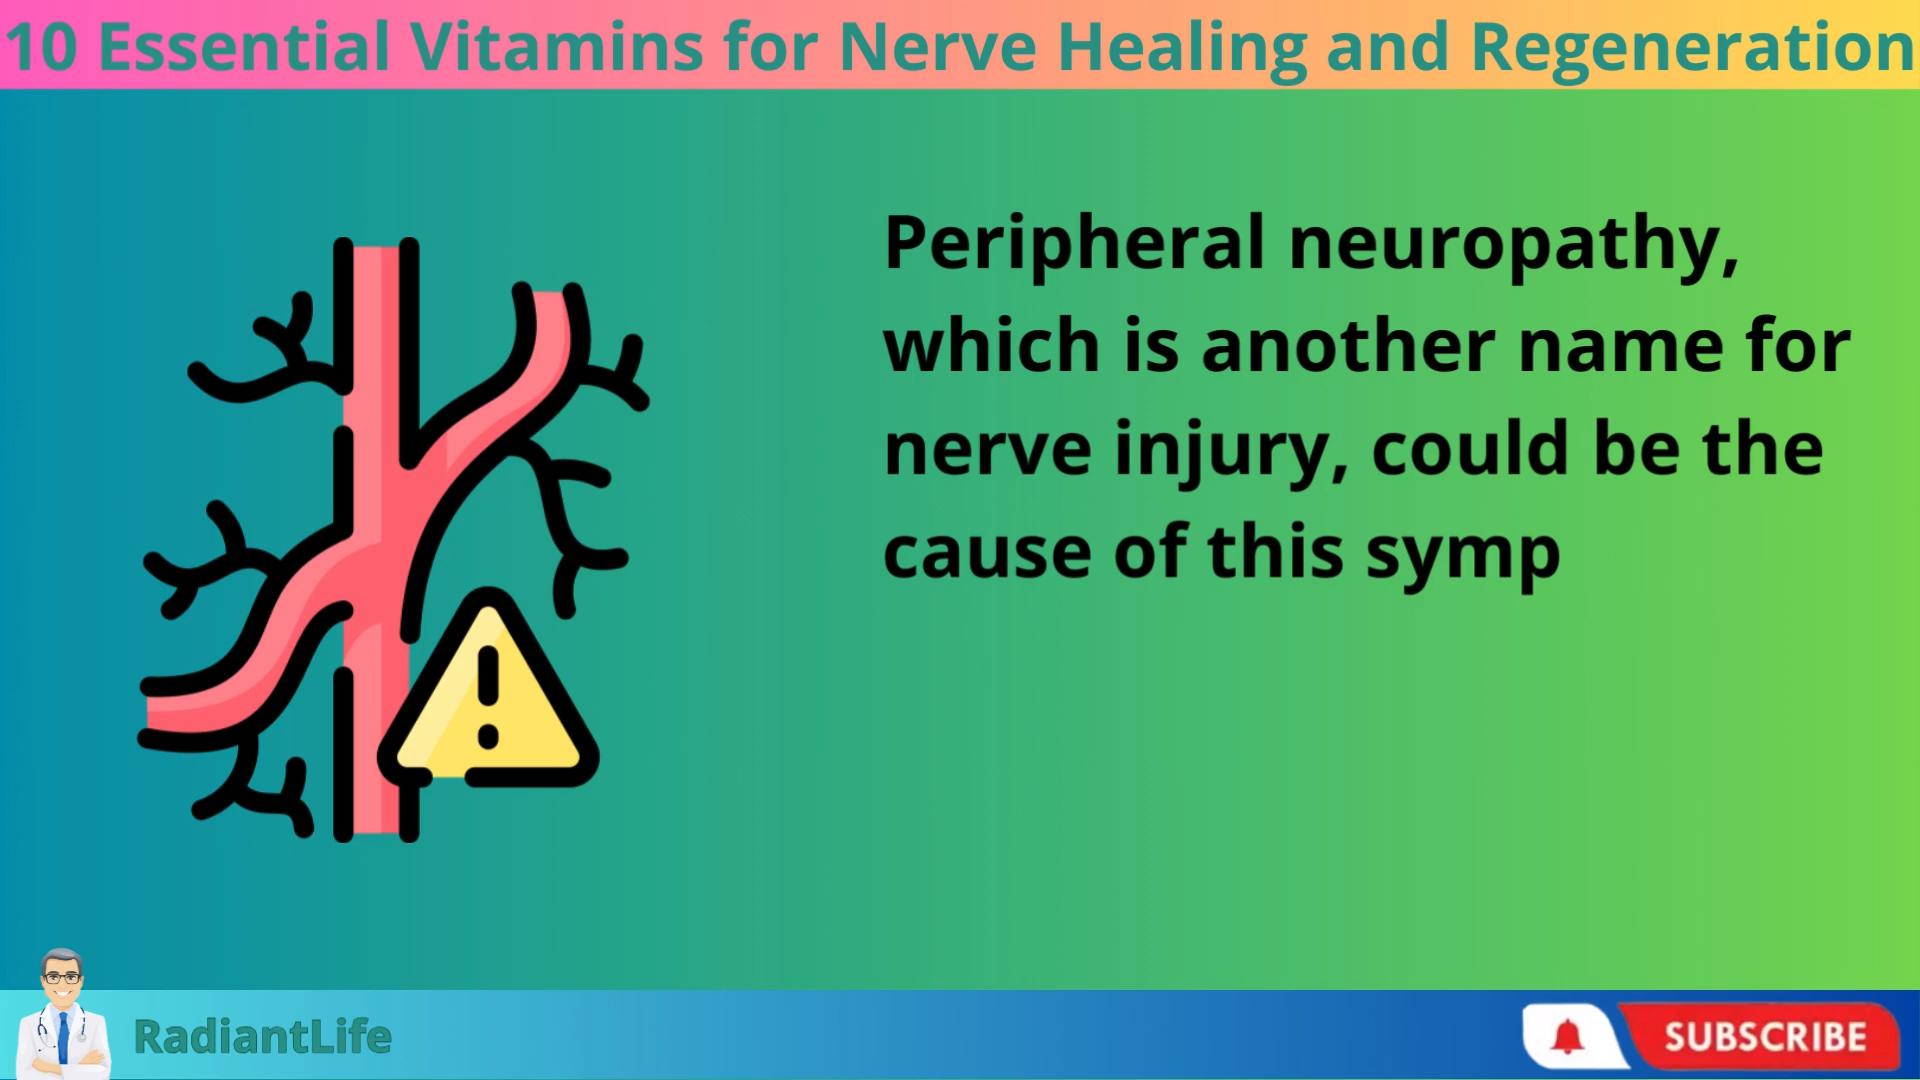 10 Essential Vitamins for Nerve Healing and Regeneration
Peripheral neuropathy,
which is another name for
nerve injury, could be the
cause of this symp
RadiantLife
SUBSCRIBE